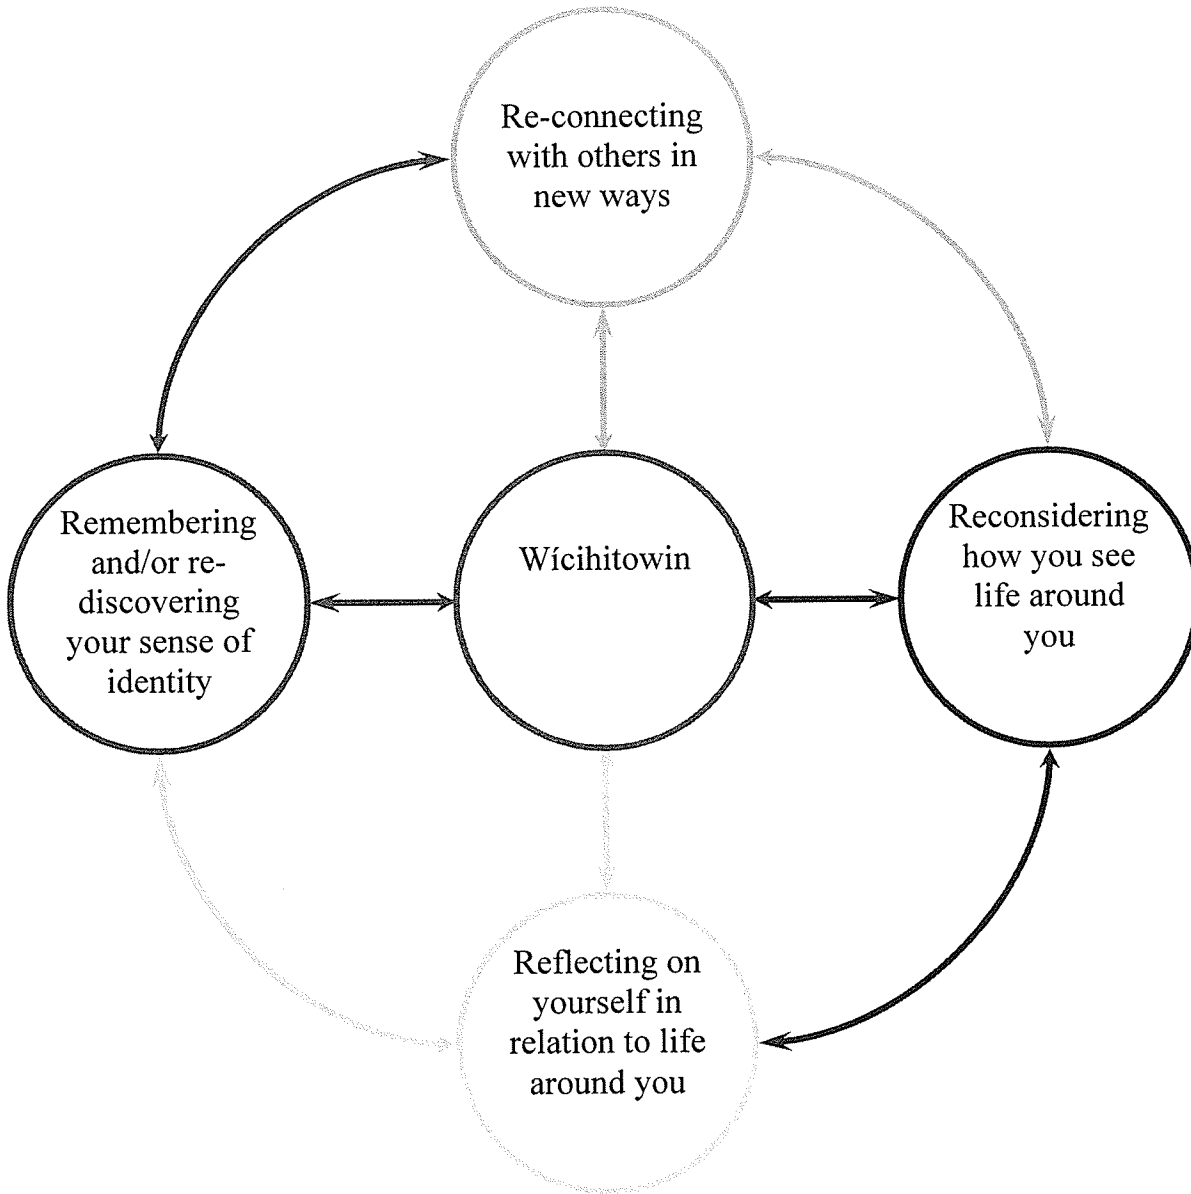 Re-connecting
with others in
new ways
Remembering
and/or re-
discovering
your sense of
identity
Wícihitowin
Reconsidering
how you see
life around
you
Reflecting on
yourself in
relation to life
around you